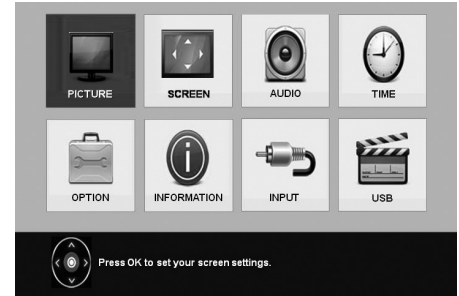 PICTURE
SCREEN
AUDIO
TIME
OPTION
INFORMATION
INPUT
USB
Press OK to set your screen settings.